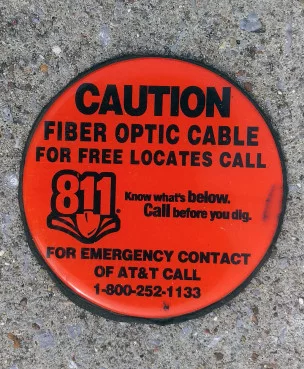 CAUTION
FIBER OPTIC CABLE
FOR FREE LOCATES CALL
811
Know what's below.
Call before you dig.
FOR EMERGENCY CONTACT
OF AT&T CALL
1-800-252-1133